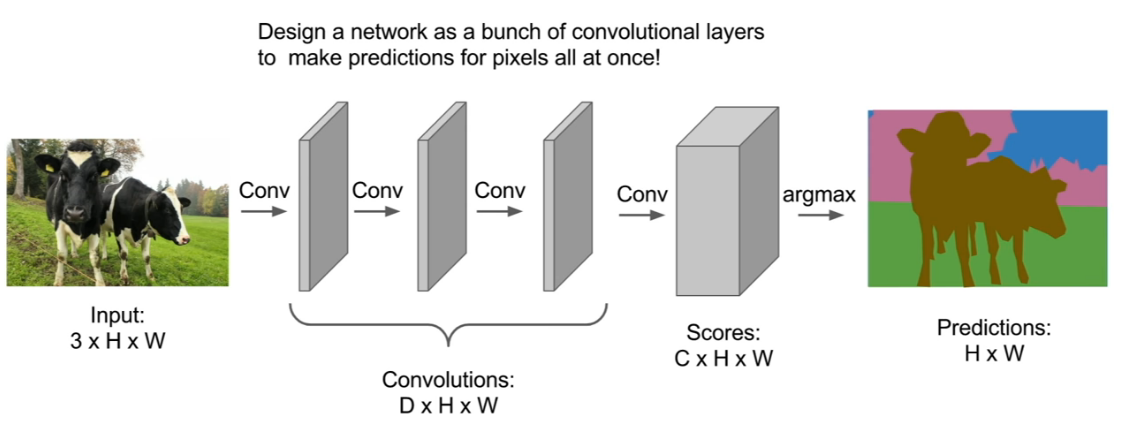 Design a network as a bunch of convolutional layers
to make predictions for pixels all at once!
Conv
Conv
Conv
Conv
argmax
Input:
3 x H x W
Convolutions:
D x H x W
Scores:
C x H x W
Predictions:
H x W